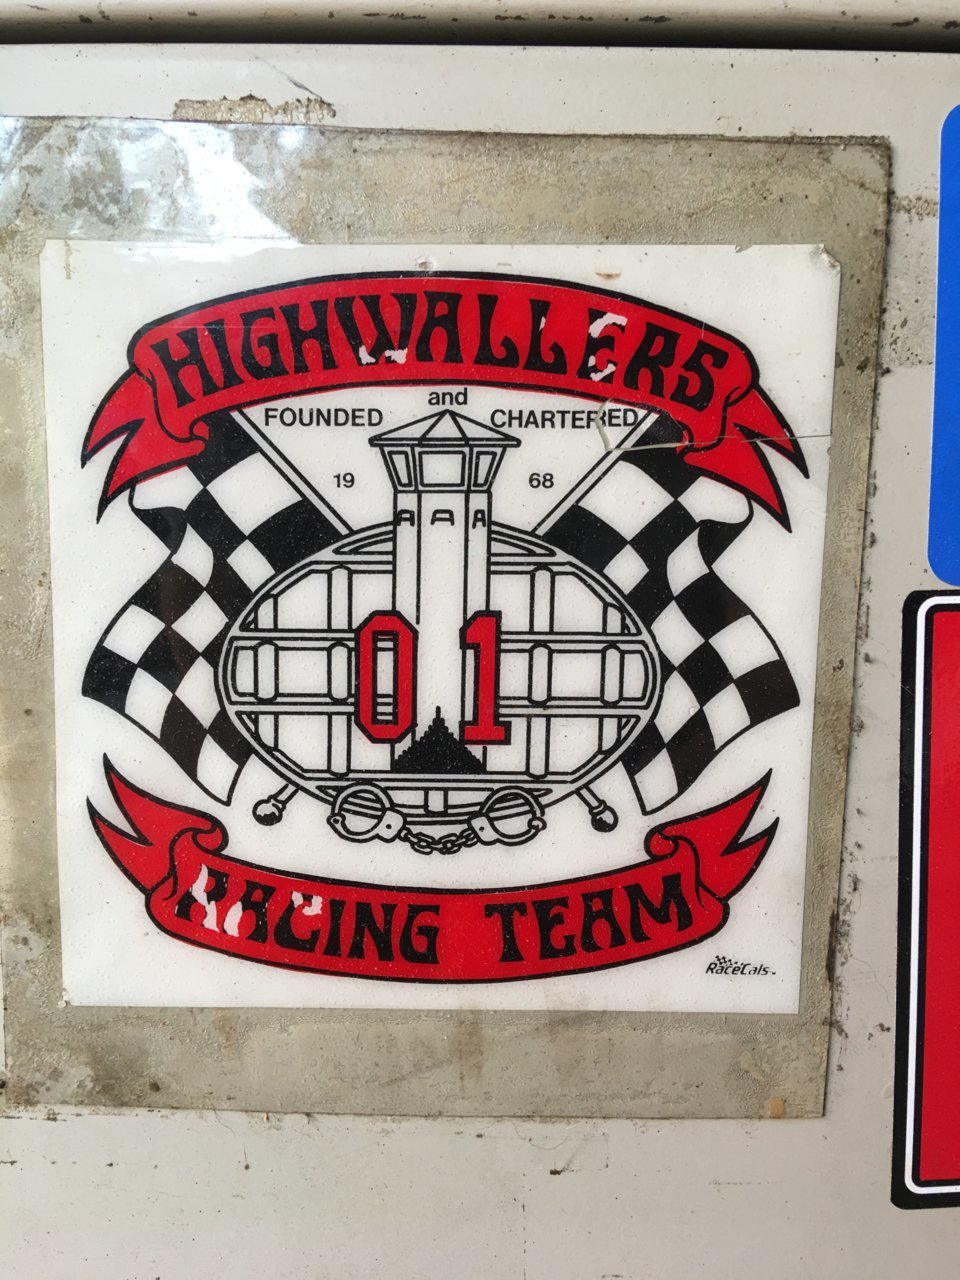 HIGHWALLERS
FOUNDED and CHARTERED
19 68
01
RACING TEAM
RaceCals